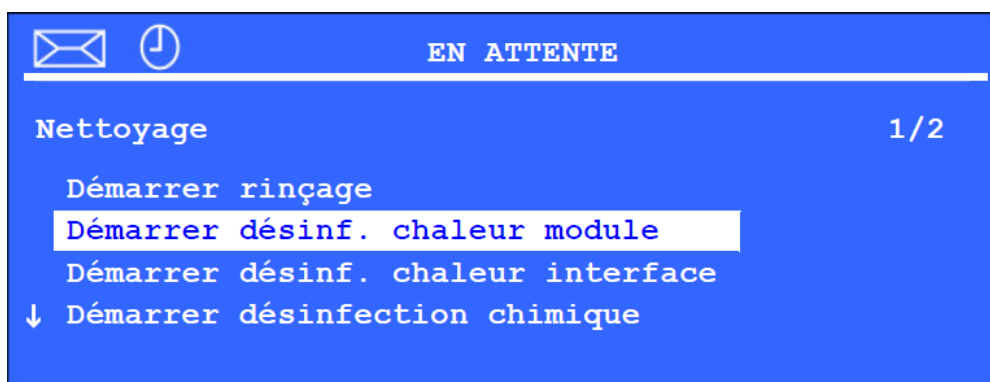 EN ATTENTE
Nettoyage 1/2
Démarrer rinçage
Démarrer désinf. chaleur module
Démarrer désinf. chaleur interface
↓ Démarrer désinfection chimique